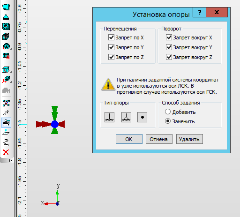 Установка опоры
Перемещения
Поворот
Запрет по X
Запрет вокруг X
Запрет по Y
Запрет вокруг Y
Запрет по Z
Запрет вокруг Z
При наличии заданной системы координат
в узле используются оси ЛСК. В
противном случае используются оси ГСК.
Тип опоры
Способ задания
Добавить
Заменить
OK
Отмена
Удалить
Y
X